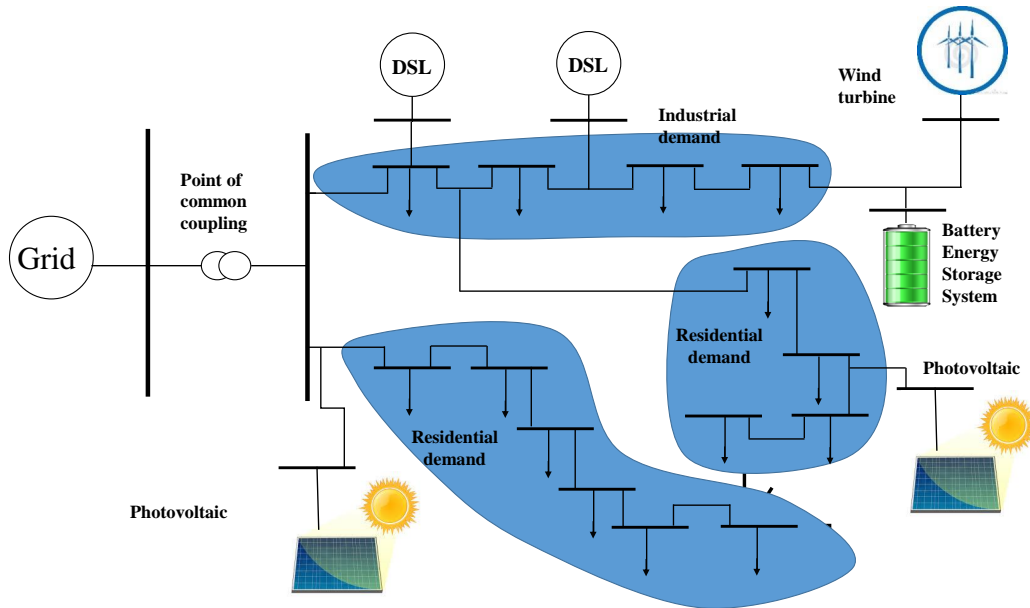 DSL
DSL
Wind
turbine
Industrial
demand
Point of
common
coupling
Grid
Battery
Energy
Storage
System
Residential
demand
Photovoltaic
Residential
demand
Photovoltaic